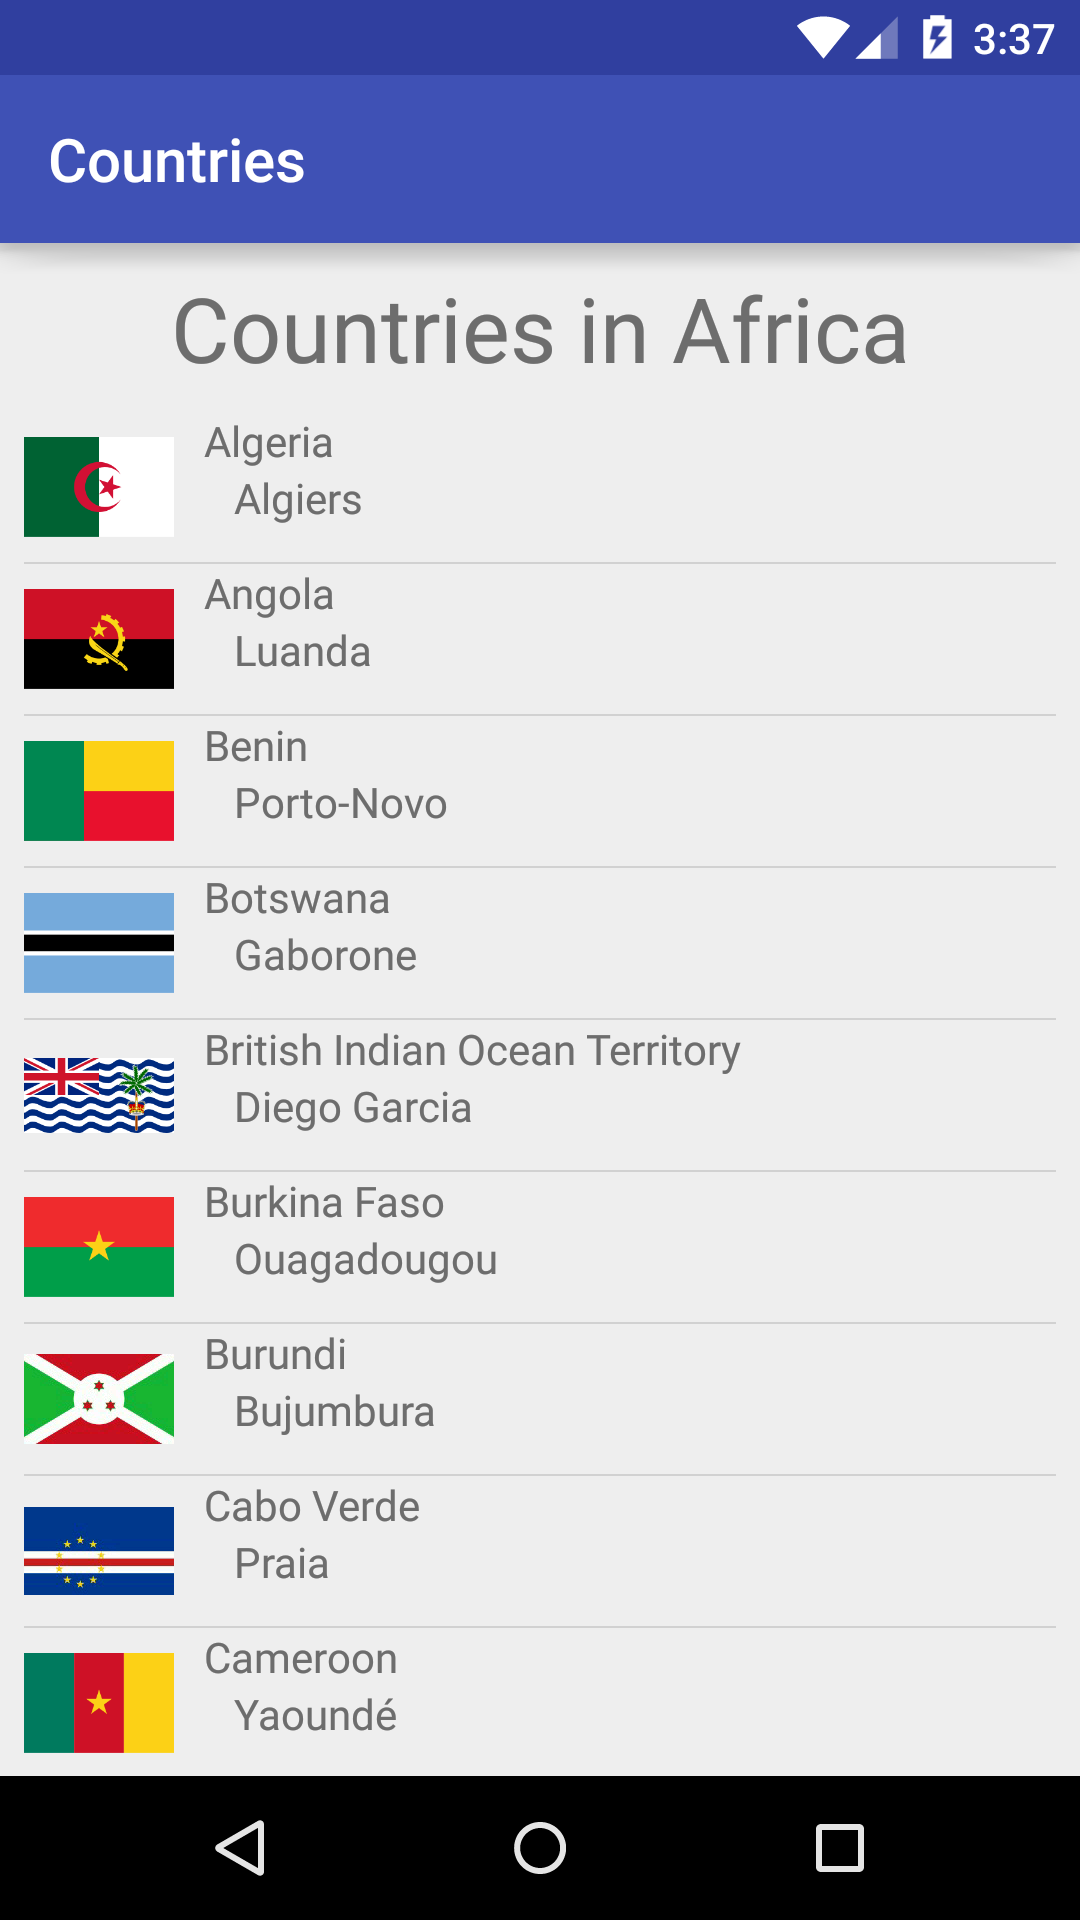 3:37
Countries
Countries in Africa
Algeria
Algiers
Angola
Luanda
Benin
Porto-Novo
Botswana
Gaborone
British Indian Ocean Territory
Diego Garcia
Burkina Faso
Ouagadougou
Burundi
Bujumbura
Cabo Verde
Praia
Cameroon
Yaoundé